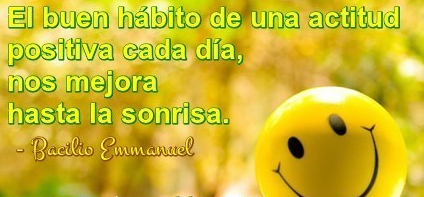 El buen hábito de una actitud
positiva cada día,
nos mejora
hasta la sonrisa.
- Bacilio Emmanuel